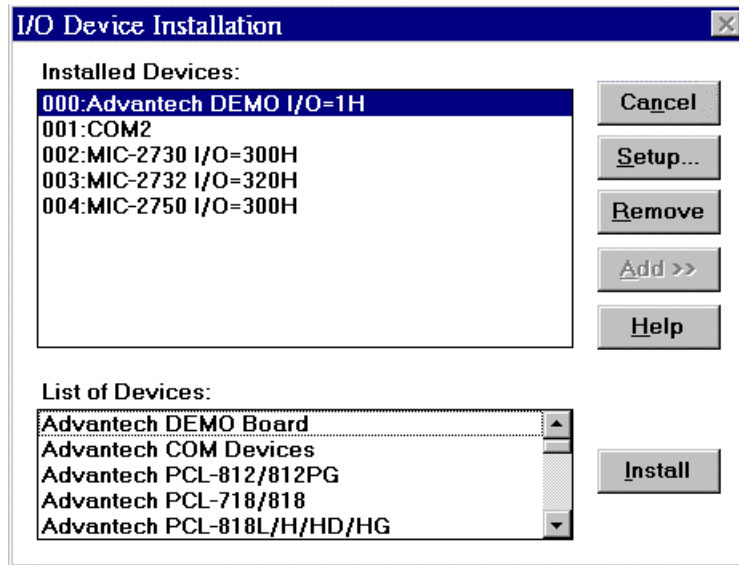 I/O Device Installation
Installed Devices:
000:Advantech DEMO I/O=1H
001:COM2
002:MIC-2730 I/O=300H
003:MIC-2732 I/O=320H
004:MIC-2750 I/O=300H
Cancel
Setup...
Remove
Add >>
Help
List of Devices:
Advantech DEMO Board
Advantech COM Devices
Advantech PCL-812/812PG
Advantech PCL-718/818
Advantech PCL-818L/H/HD/HG
Install